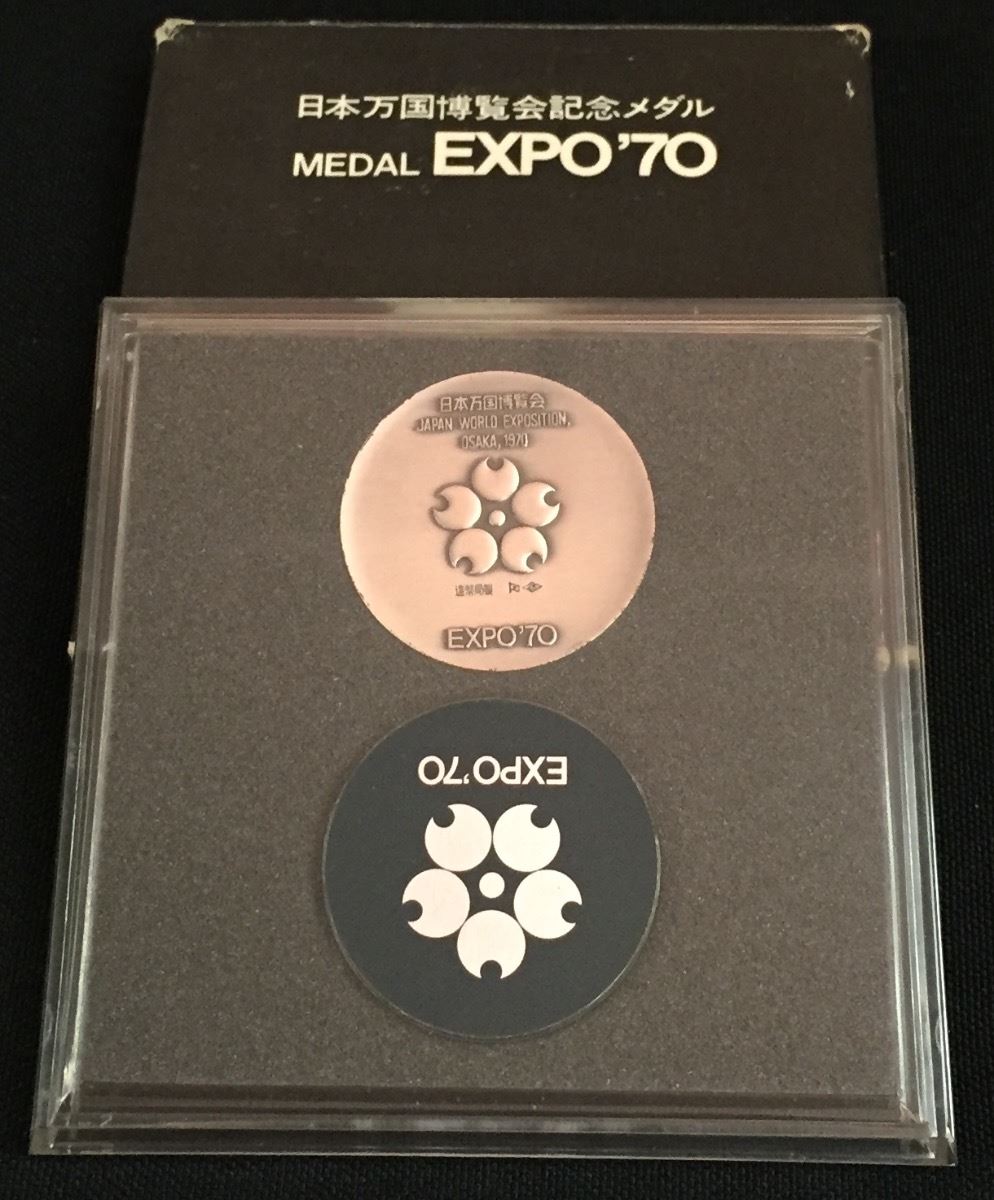 日本万国博覧会記念メダル
MEDAL EXPO'70
日本万国博覧会
JAPAN WORLD EXPOSITION,
OSAKA, 1970
造幣局製
EXPO'70
EXPO'70